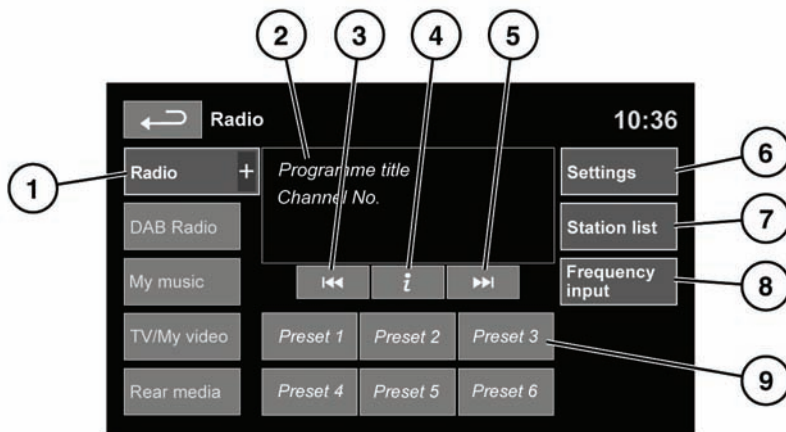 2
3
4
5
Radio
10:36
1
Radio +
Programme title
Channel No.
Settings
6
DAB Radio
Station list
7
My music
i
Frequency
input
8
TV/My video
Preset 1
Preset 2
Preset 3
9
Rear media
Preset 4
Preset 5
Preset 6